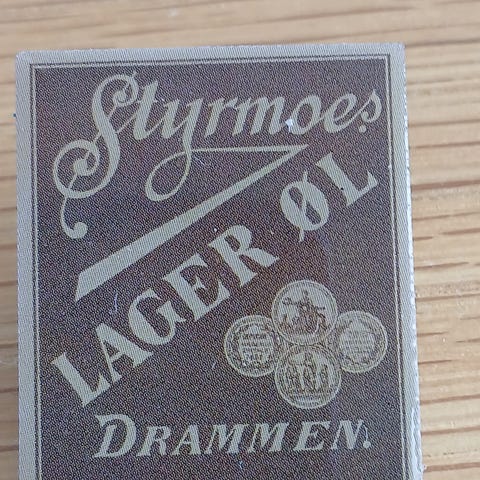 Styrmoes
LAGER ØL
DRAMMEN.